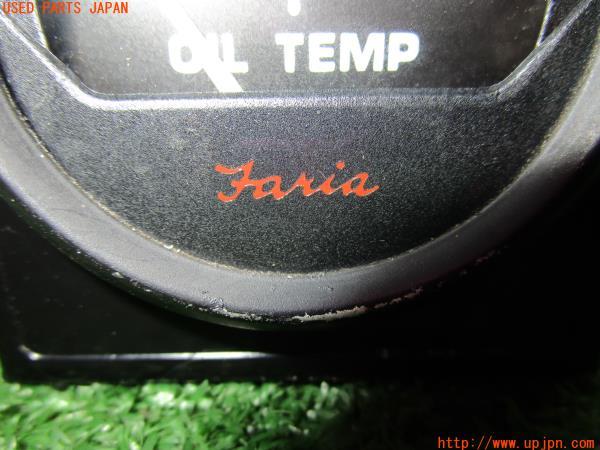 USED PARTS JAPAN
OIL TEMP
Faria
http://www.upjpn.com/